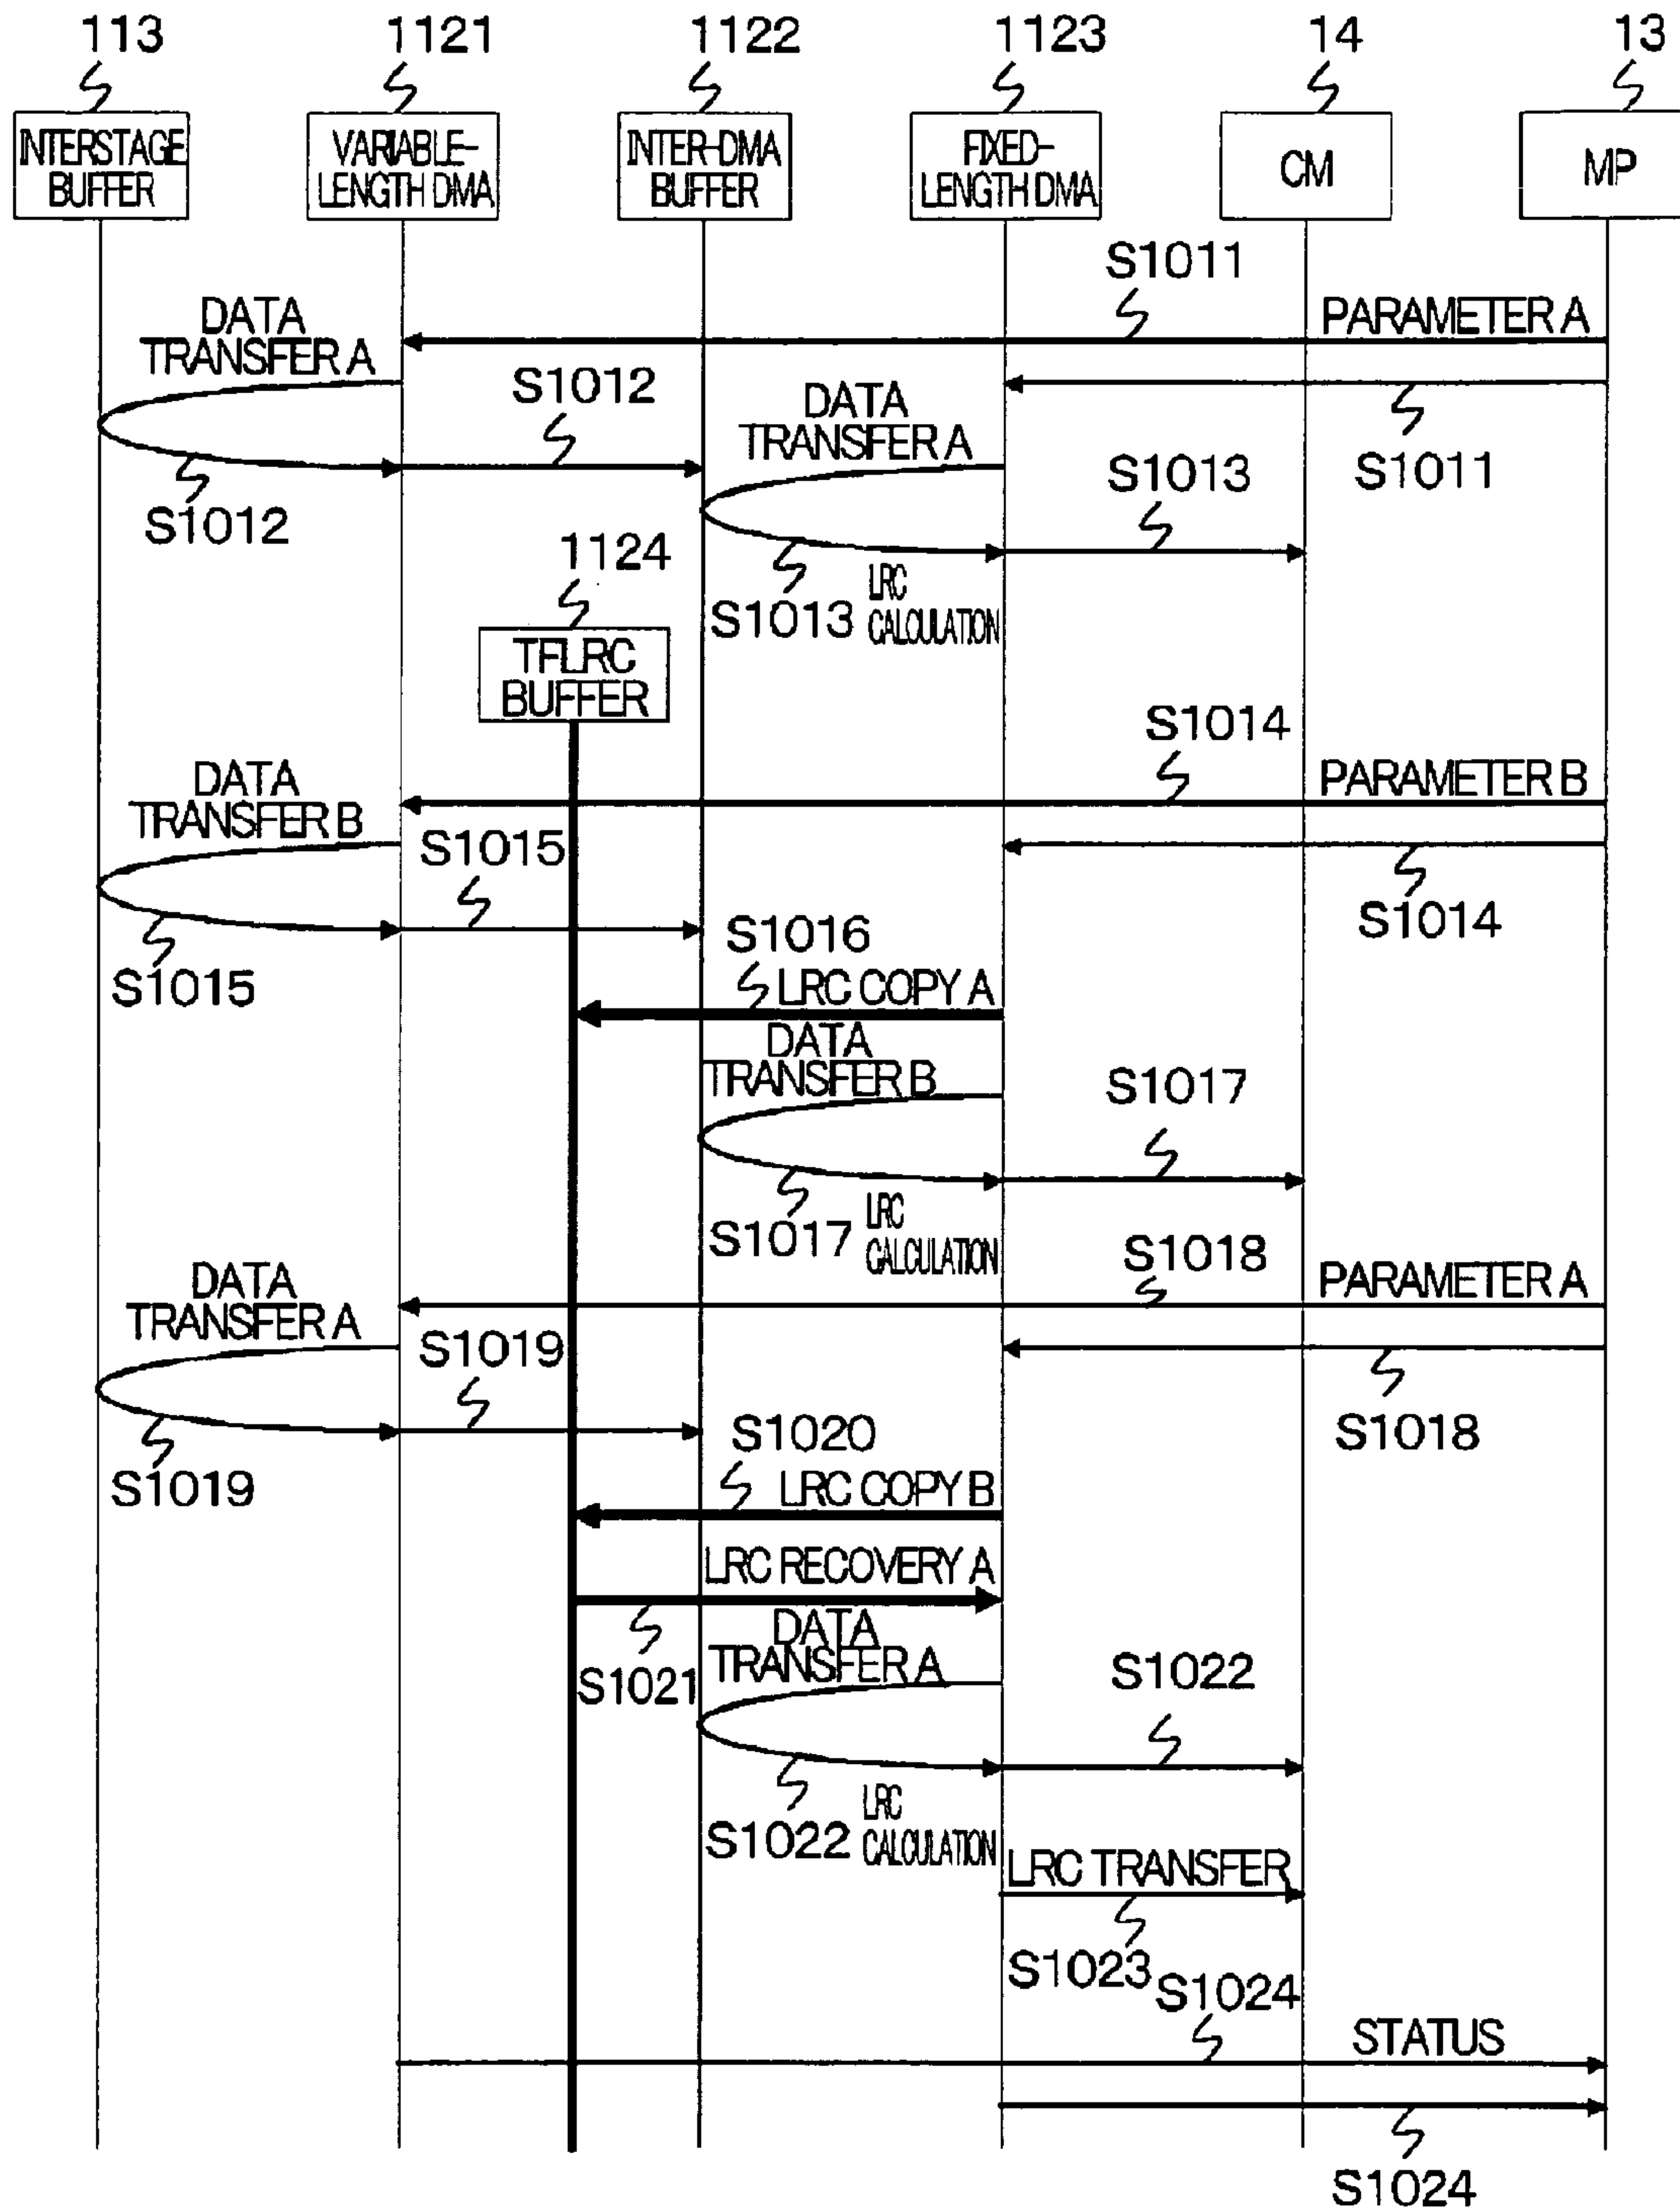 113
1121
1122
1123
14
13
INTERSTAGE
BUFFER
VARIABLE-
LENGTH DMA
INTER-DMA
BUFFER
FIXED-
LENGTH DMA
CM
MP
S1011
PARAMETER A
DATA
TRANSFER A
S1012
S1011
DATA
TRANSFER A
S1013
S1012
1124
S1013
LRC
CALCULATION
TFLRC
BUFFER
S1014
PARAMETER B
DATA
TRANSFER B
S1015
S1014
S1015
S1016
LRC COPY A
DATA
TRANSFER B
S1017
S1017
LRC
CALCULATION
S1018
PARAMETER A
DATA
TRANSFER A
S1019
S1018
S1019
S1020
LRC COPY B
LRC RECOVERY A
S1021
DATA
TRANSFER A
S1022
S1022
LRC
CALCULATION
LRC TRANSFER
S1023
S1024
STATUS
S1024